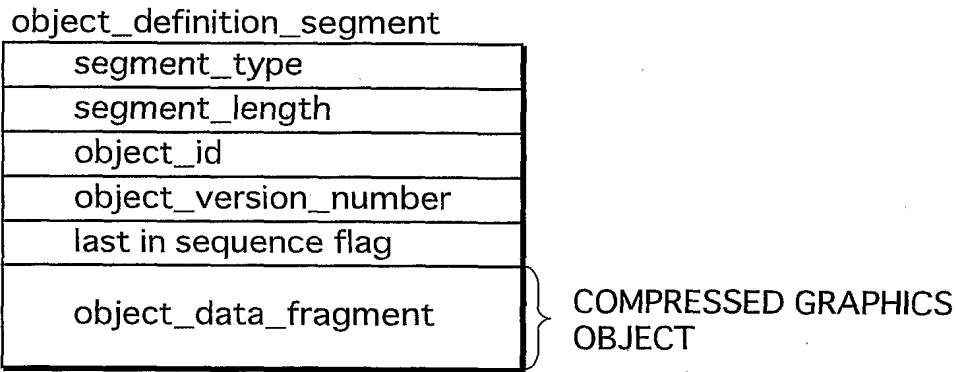 object_definition_segment
segment_type
segment_length
object_id
object_version_number
last in sequence flag
object_data_fragment
COMPRESSED GRAPHICS
OBJECT